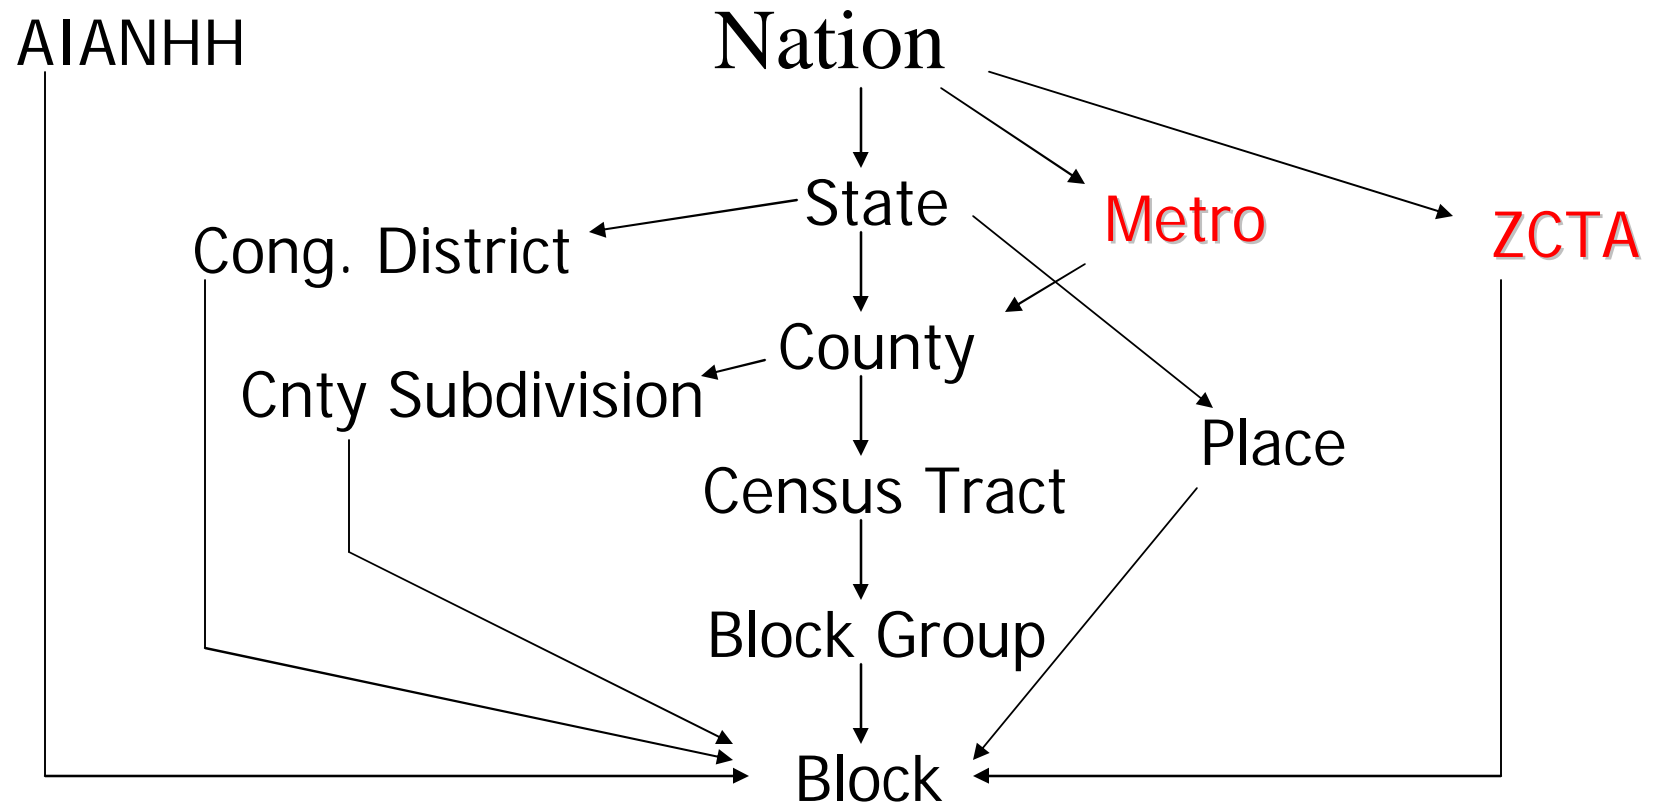 AIANHH
Nation
State
Metro
ZCTA
Cong. District
County
Cnty Subdivision
Place
Census Tract
Block Group
Block